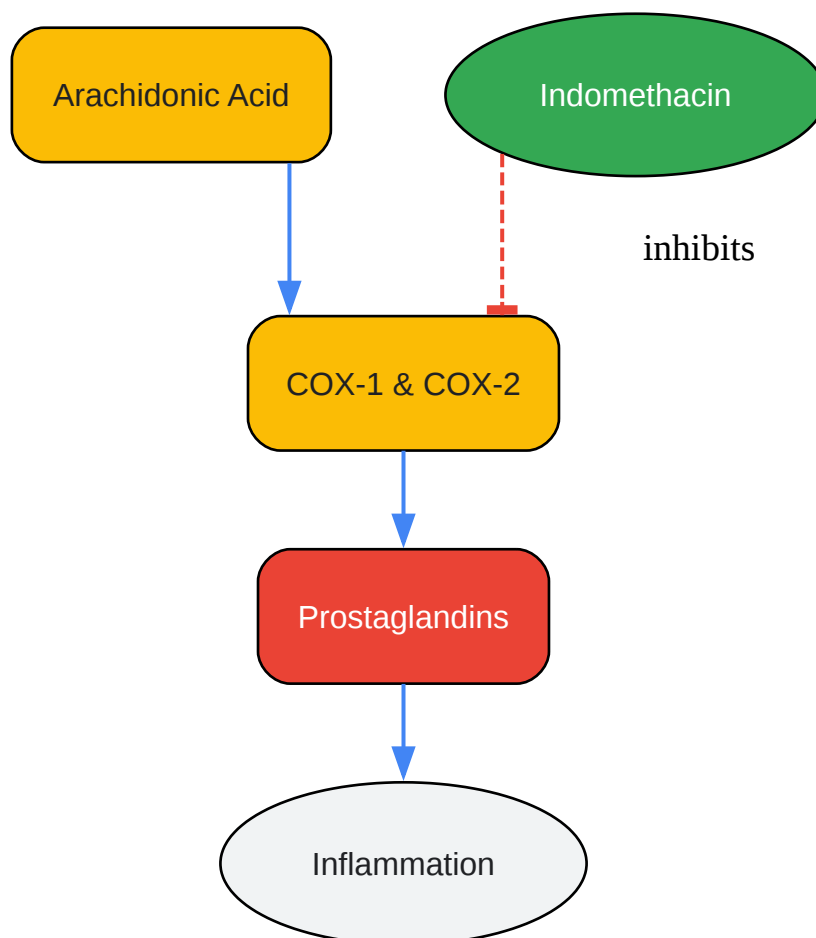 Arachidonic Acid
Indomethacin
inhibits
COX-1 & COX-2
Prostaglandins
Inflammation